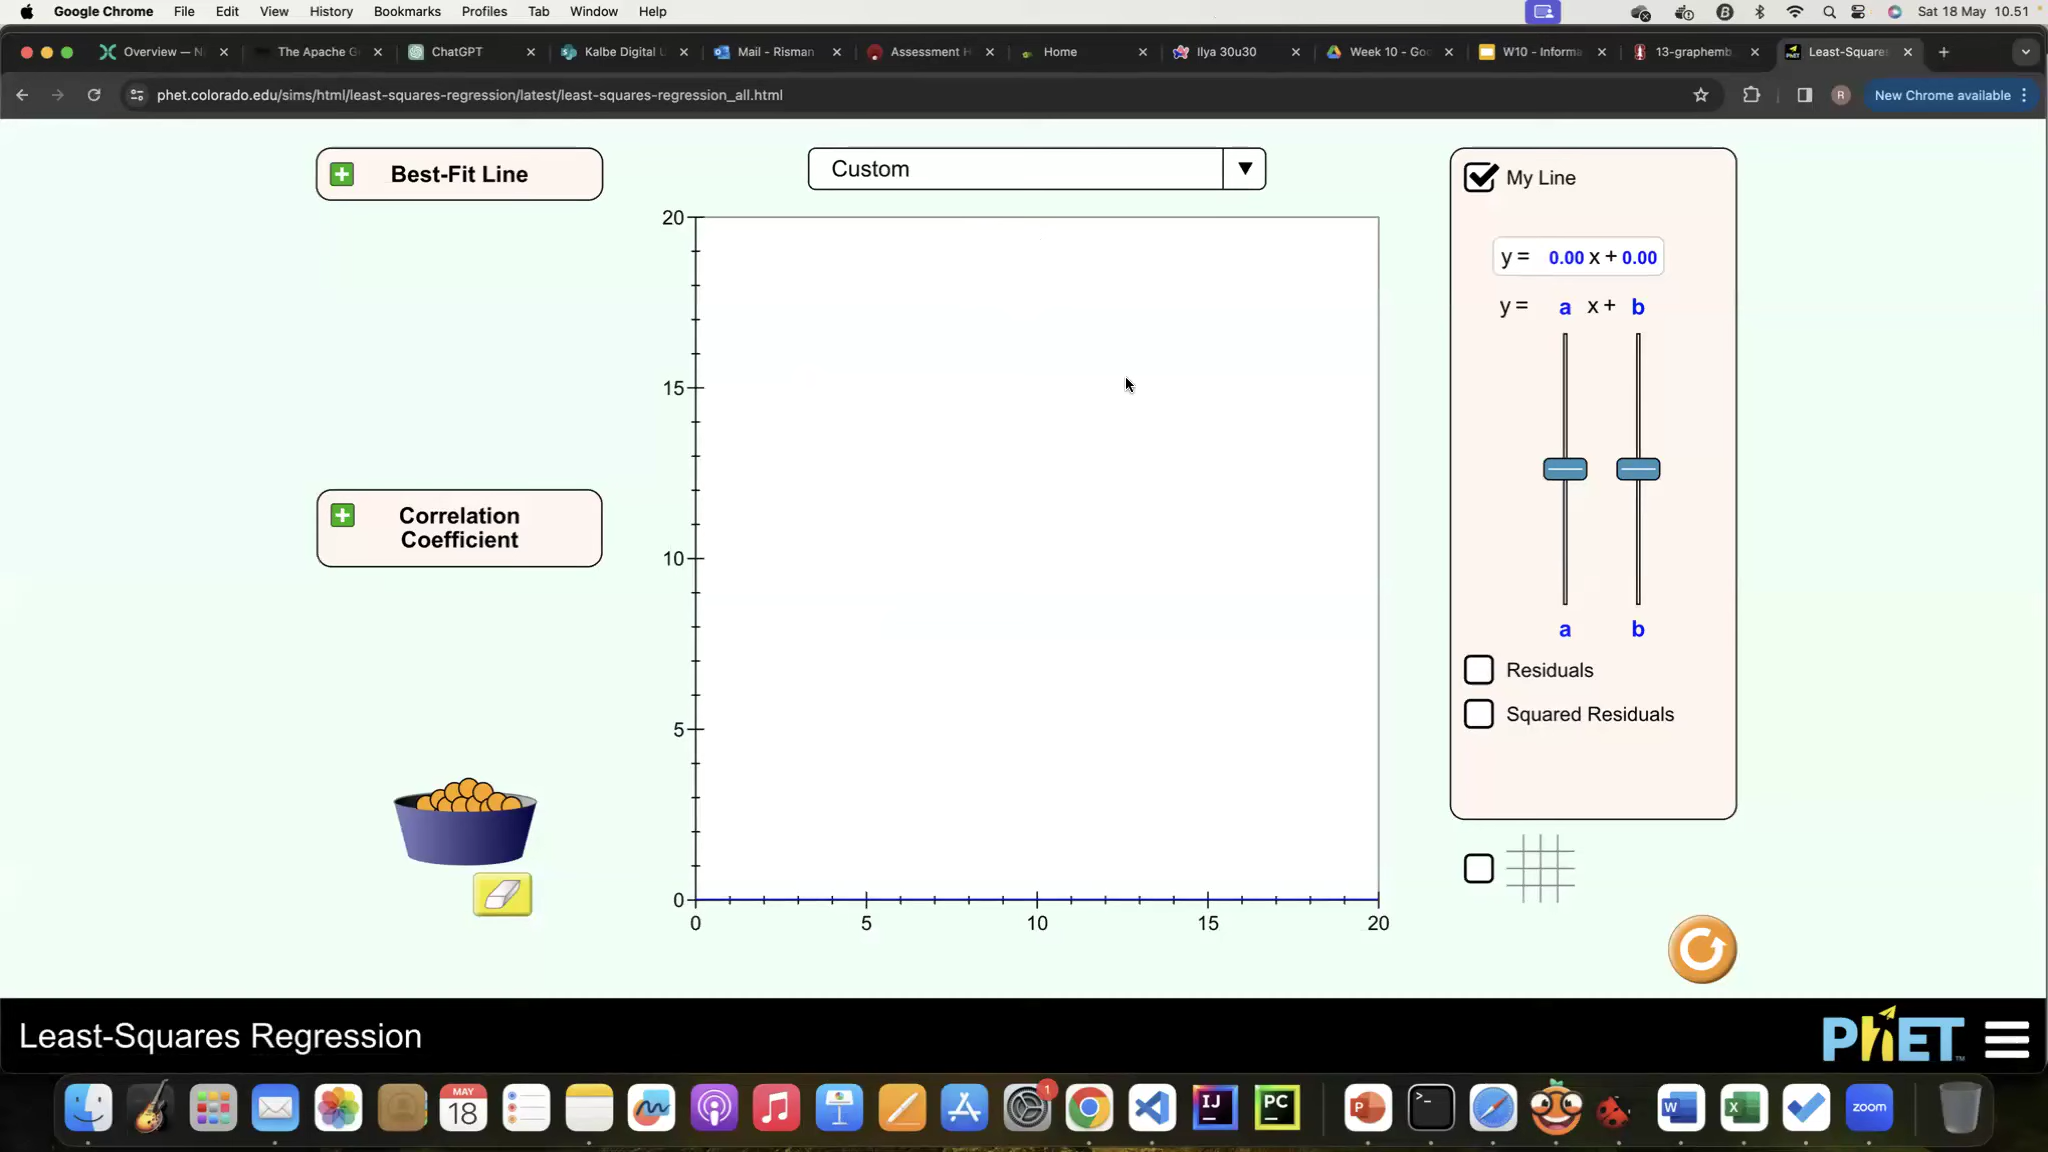 Google Chrome File Edit View History Bookmarks Profiles Tab Window Help Sat 18 May 10.51
Overview — N The Apache G ChatGPT Kalbe Digital U Mail - Risman Assessment H Home Ilya 30u30 Week 10 - Goo W10 - Informa 13-graphemb Least-Squares
phet.colorado.edu/sims/html/least-squares-regression/latest/least-squares-regression_all.html R New Chrome available
Best-Fit Line
Custom
My Line
y = 0.00 x + 0.00
y = a x + b
a b
Residuals
Squared Residuals
Correlation
Coefficient
20
15
10
5
0
0 5 10 15 20
Least-Squares Regression
PhET
MAY
18
1
IJ
PC
P
>_
W
X
zoom